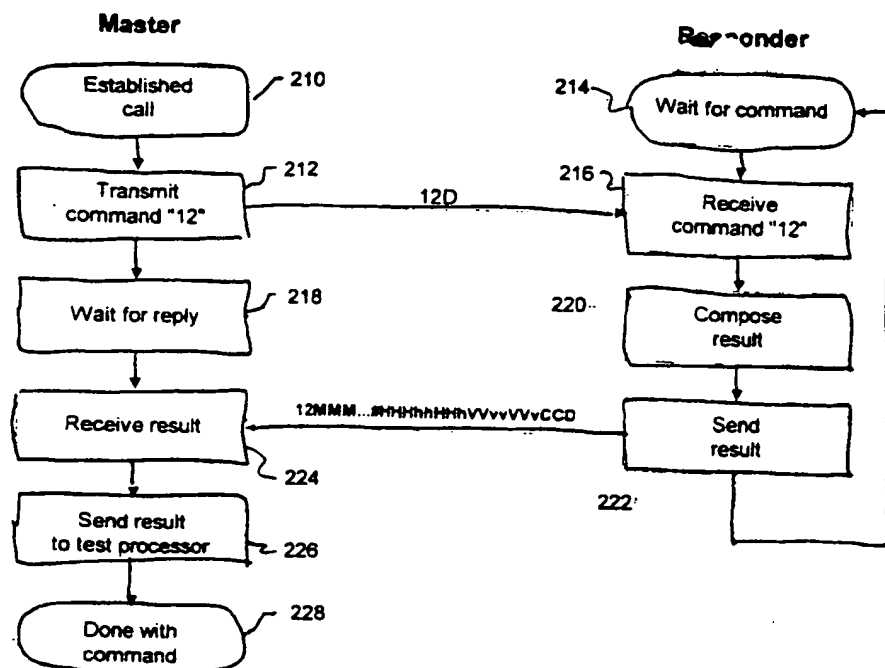 Master
Responder
Established
call
210
214
Wait for command
Transmit
command "12"
212
12D
216
Receive
command "12"
Wait for reply
218
220
Compose
result
Receive result
224
12MMM...#HHHhhHHhVVvvVVvCCD
Send
result
222
Send result
to test processor
226
Done with
command
228